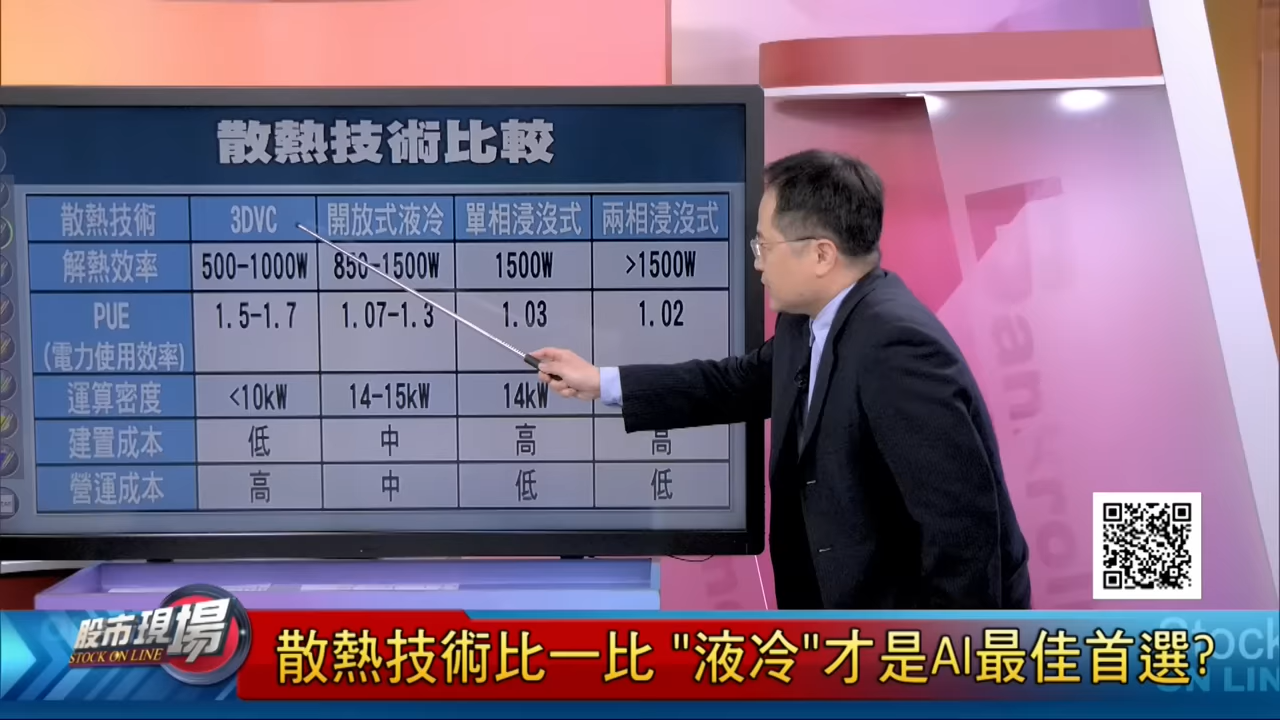 散熱技術比較
散熱技術 3DVC 開放式液冷 單相浸沒式 兩相浸沒式
解熱效率 500-1000W 850-1500W 1500W >1500W
PUE 1.5-1.7 1.07-1.3 1.03 1.02
(電力使用效率)
運算密度 <10kW 14-15kW 14kW
建置成本 低 中 高 高
營運成本 高 中 低 低
股市現場
STOCK ON LINE
散熱技術比一比 "液冷"才是AI最佳首選?
Stock
ON LIN